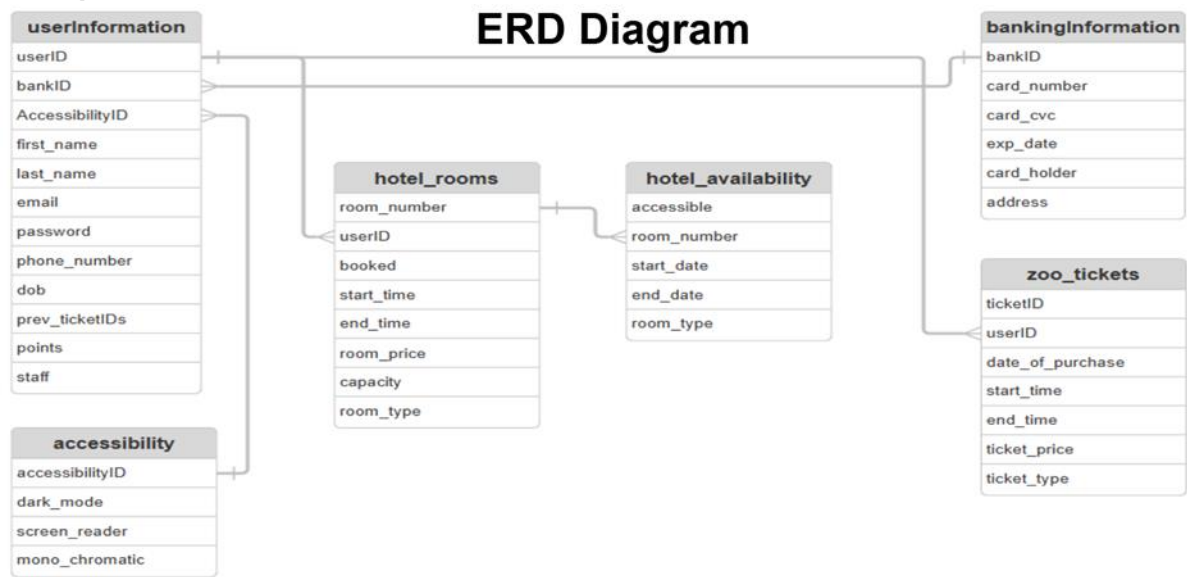 ERD Diagram
userInformation
userID
bankID
AccessibilityID
first_name
last_name
email
password
phone_number
dob
prev_ticketIDs
points
staff
accessibility
accessibilityID
dark_mode
screen_reader
mono_chromatic
hotel_rooms
room_number
userID
booked
start_time
end_time
room_price
capacity
room_type
hotel_availability
accessible
room_number
start_date
end_date
room_type
bankingInformation
bankID
card_number
card_cvc
exp_date
card_holder
address
zoo_tickets
ticketID
userID
date_of_purchase
start_time
end_time
ticket_price
ticket_type